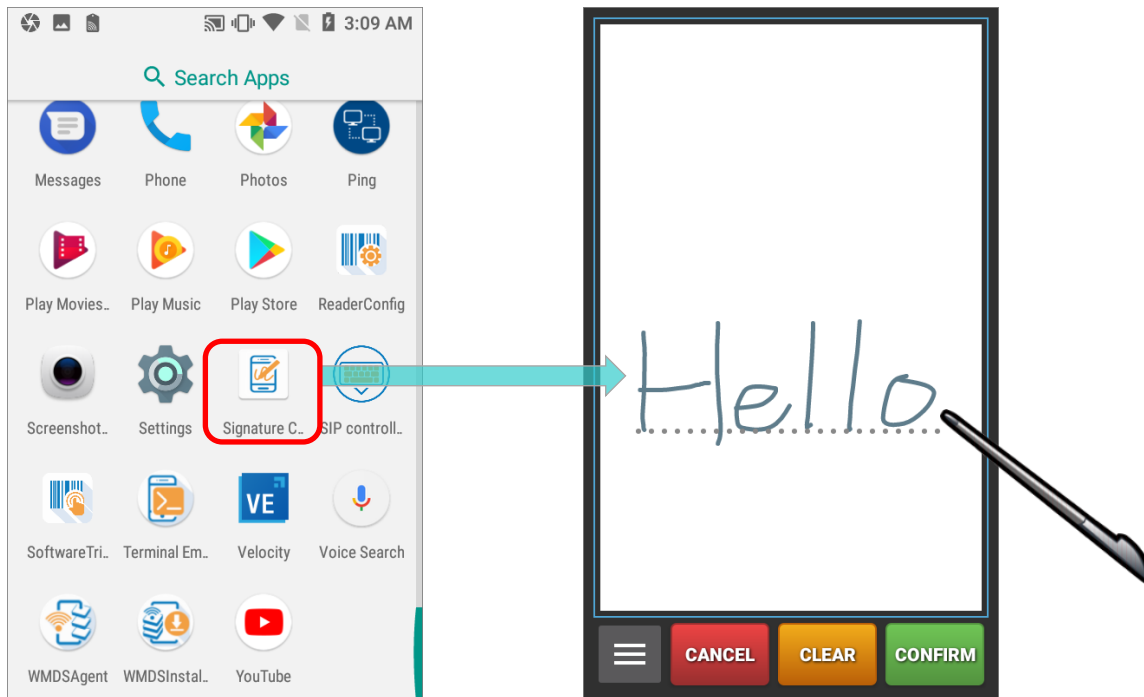 3:09 AM
Search Apps
Messages Phone Photos Ping
Play Movies.. Play Music Play Store ReaderConfig
Screenshot.. Settings Signature C.. SIP controll..
VE
SoftwareTri.. Terminal Em.. Velocity Voice Search
WMDSAgent WMDSInstal.. YouTube
Hello
CANCEL CLEAR CONFIRM